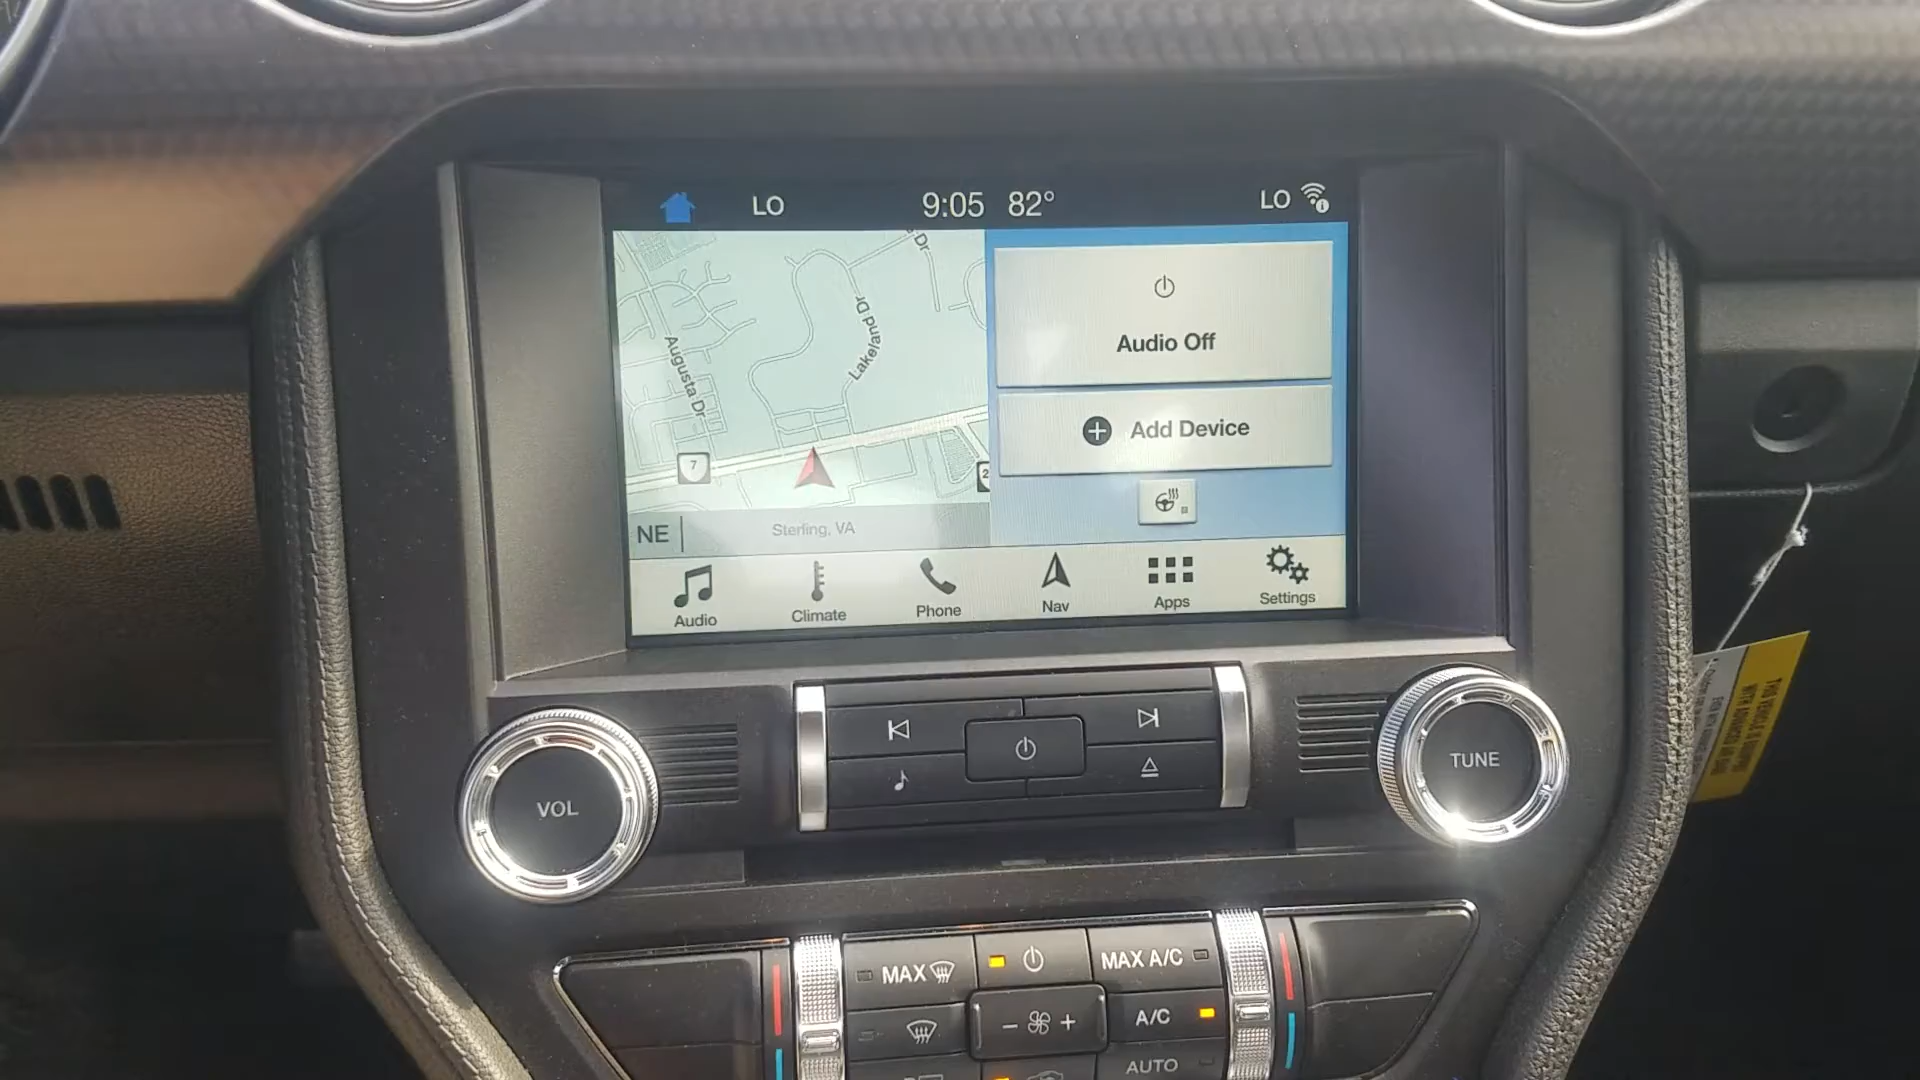 LO 9:05 82° LO
Dr
Lakeland Dr
Augusta Dr
7
2
NE Sterling, VA
Audio Off
Add Device
Audio Climate Phone Nav Apps Settings
VOL
TUNE
MAX MAX A/C
- + A/C
AUTO